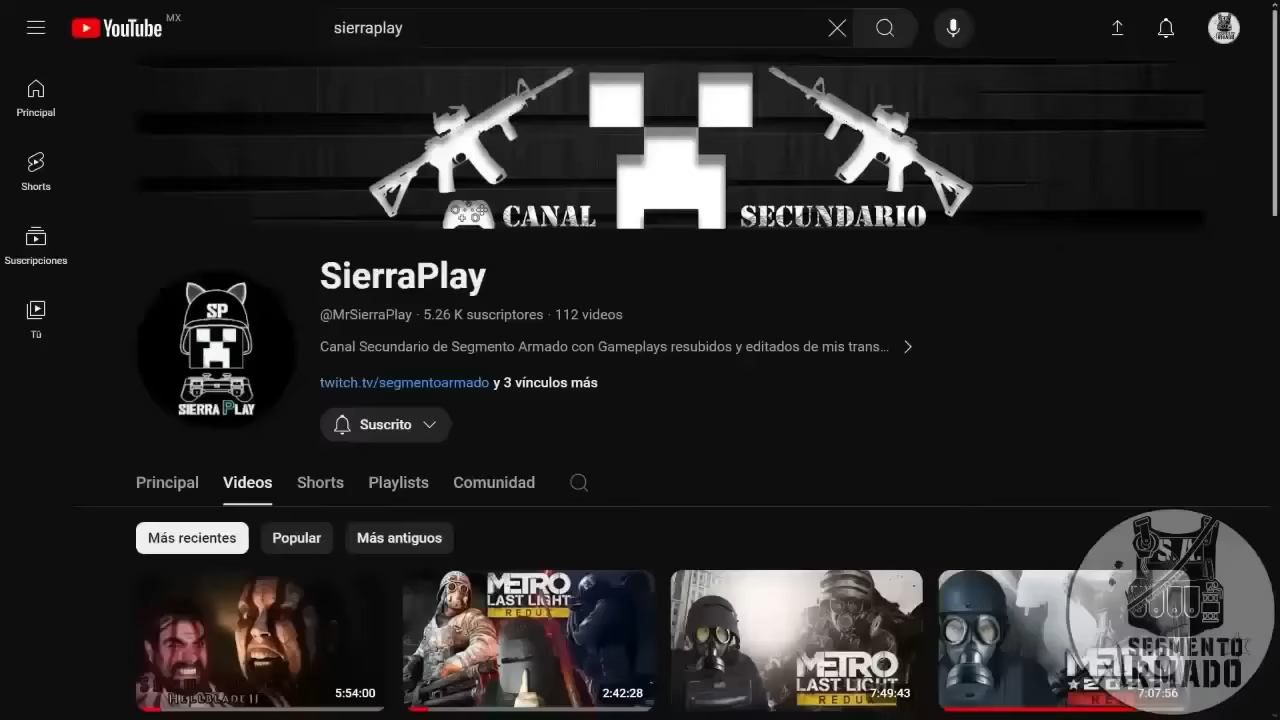 YouTube MX
sierraplay
Principal
Shorts
Suscripciones
Tú
CANAL SECUNDARIO
SP
SIERRA PLAY
SierraPlay
@MrSierraPlay · 5.26 K suscriptores · 112 videos
Canal Secundario de Segmento Armado con Gameplays resubidos y editados de mis trans...
twitch.tv/segmentoarmado y 3 vínculos más
Suscrito
Principal Videos Shorts Playlists Comunidad
Más recientes Popular Más antiguos
HELLBLADE II
5:54:00
METRO
LAST LIGHT
REDUX
2:42:28
METRO
LAST LIGHT
REDUX
7:49:43
7:07:56
S.A.
SEGMENTO
ARMADO